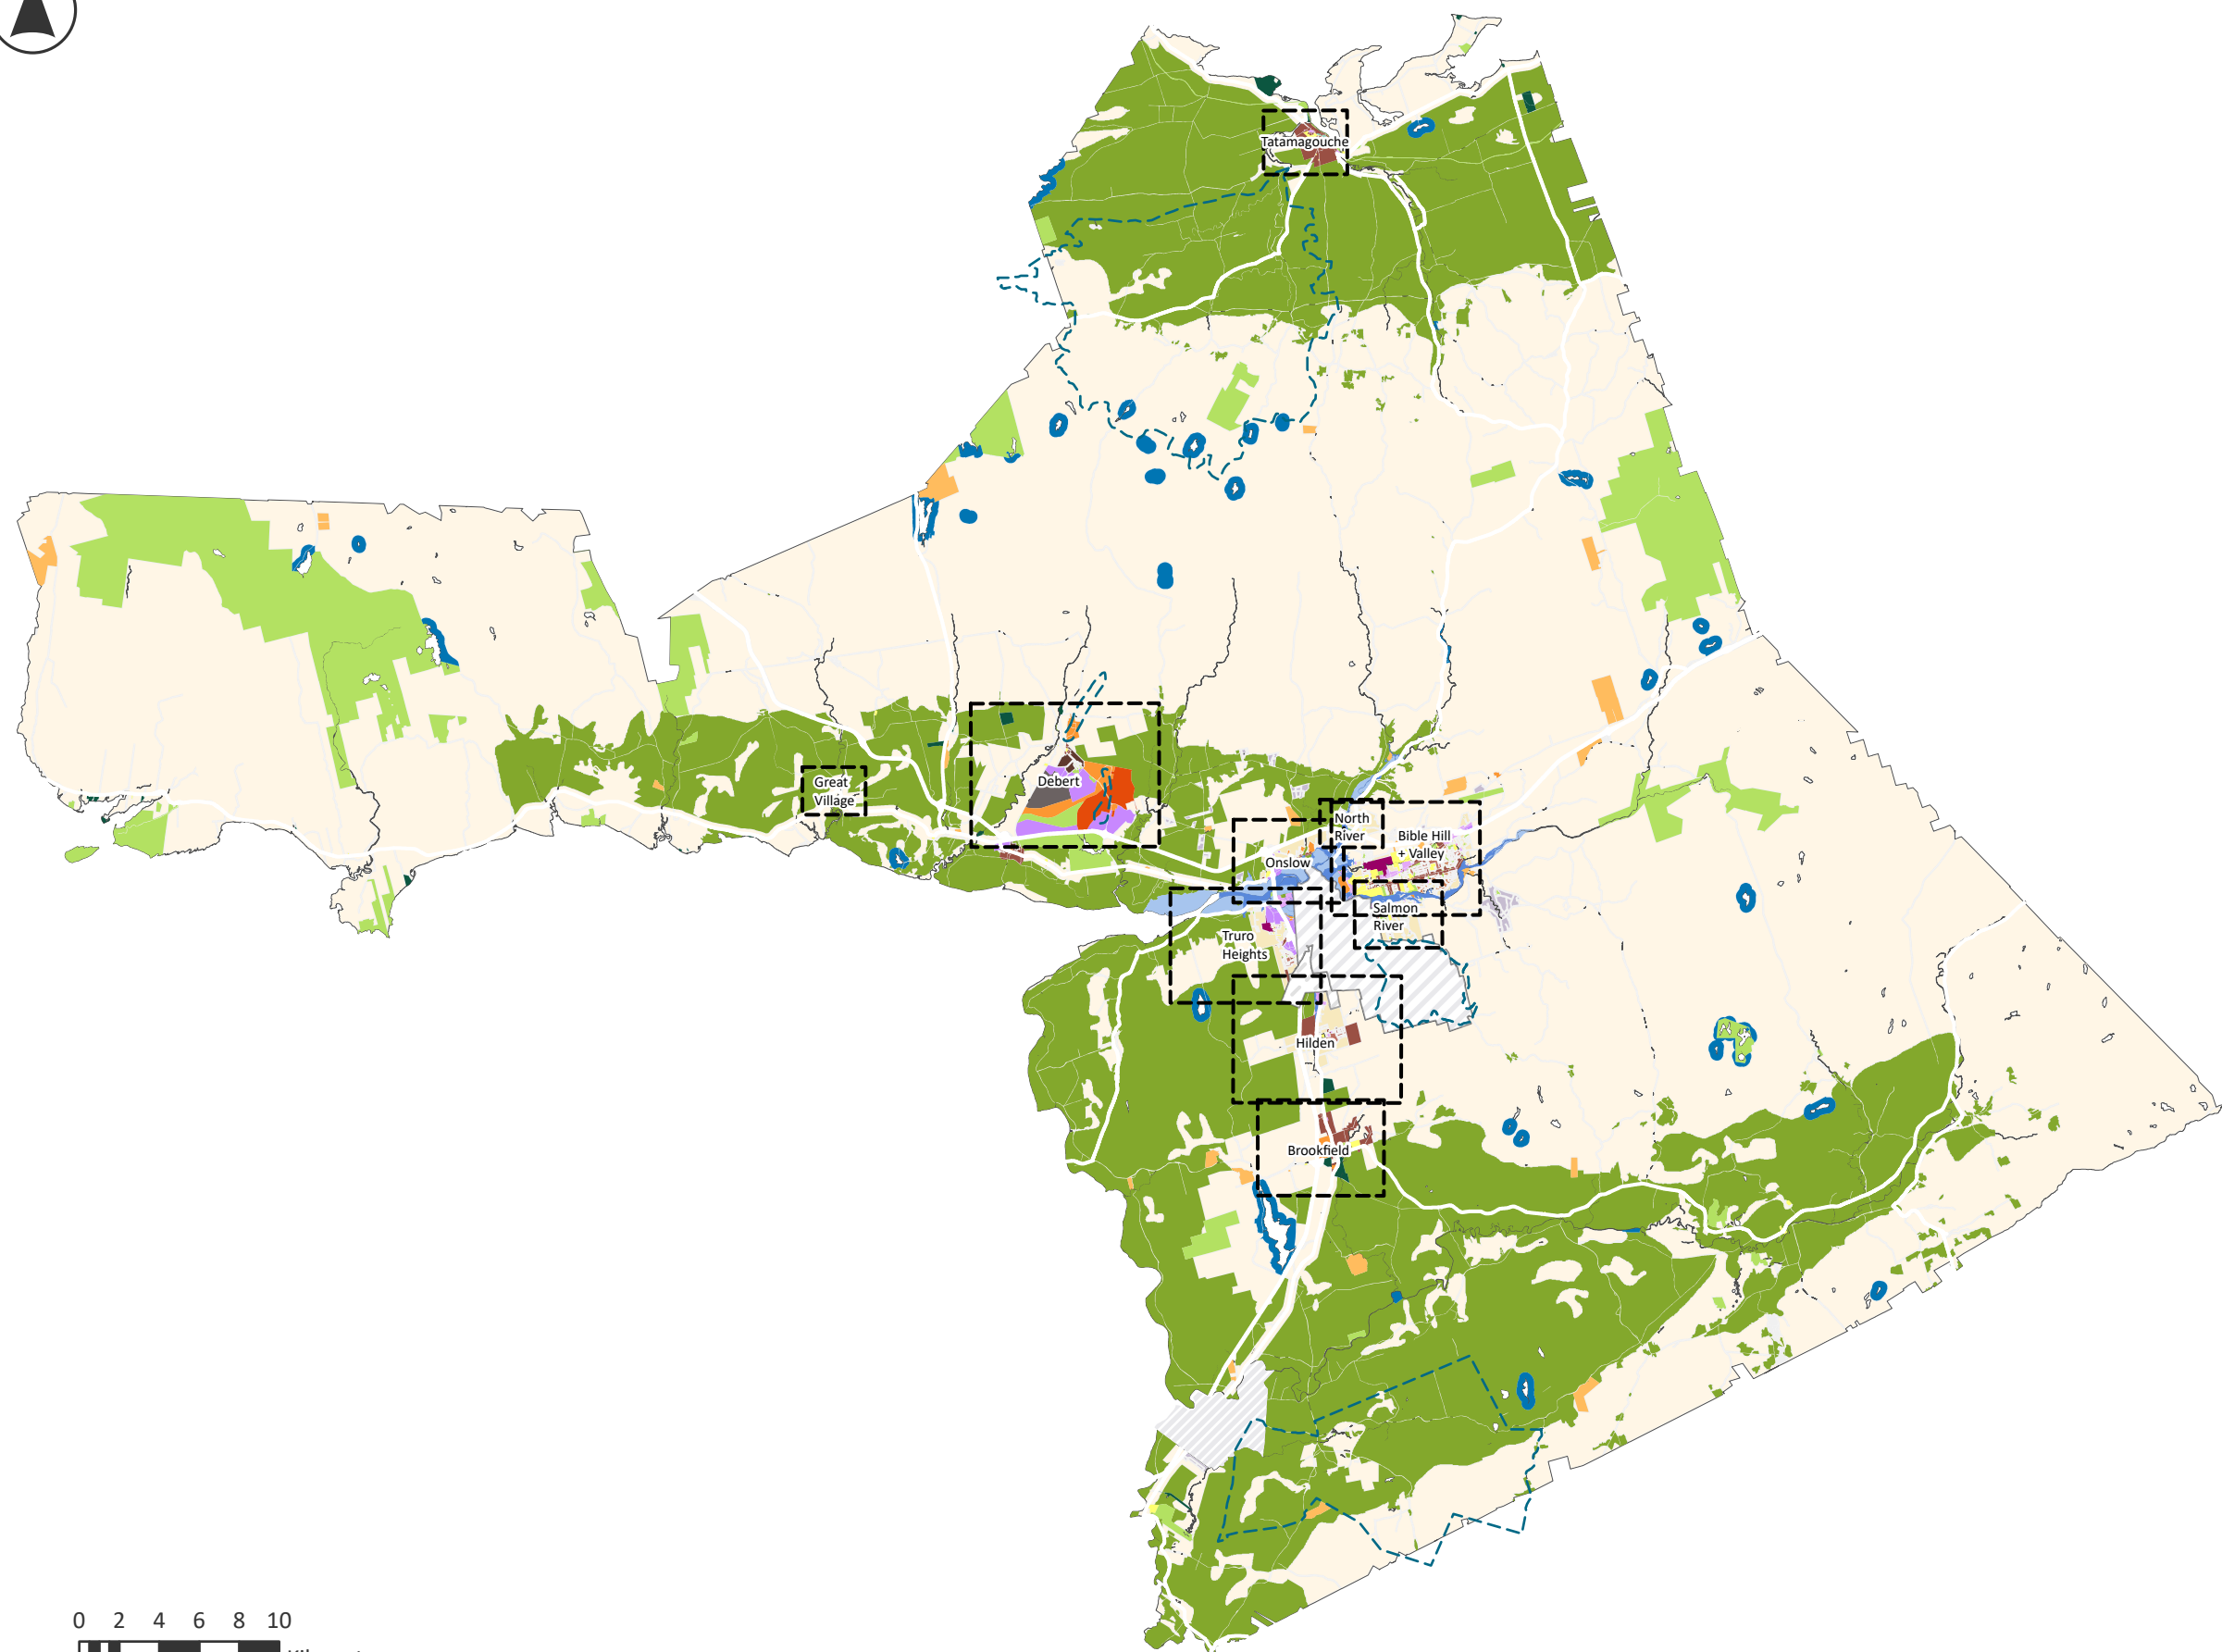 Tatamagouche
Debert
Great
Village
North
River
Bible Hill
+ Valley
Onslow
Salmon
River
Truro
Heights
Hilden
Brookfield
0 2 4 6 8 10